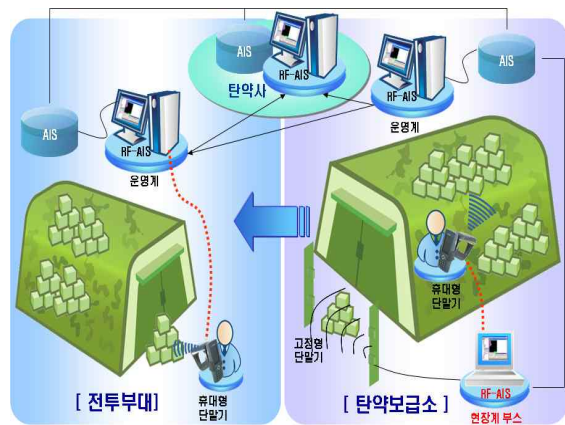 AIS
탄약사
RF-AIS
RF-AIS
운영계
AIS
AIS
RF-AIS
운영계
휴대형
단말기
고정형
단말기
휴대형
단말기
[ 전투부대]
[ 탄약보급소 ]
RF-AIS
현장계 부스